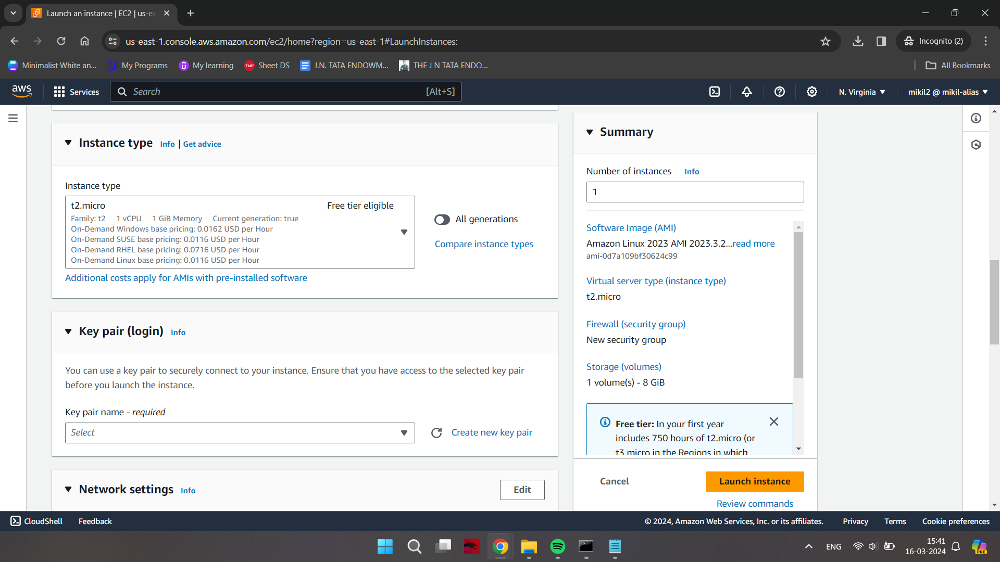 Launch an instance | EC2 | us-ea
us-east-1.console.aws.amazon.com/ec2/home?region=us-east-1#LaunchInstances:
Incognito (2)
Minimalist White an...
My Programs
My learning
Sheet DS
J.N. TATA ENDOWM...
THE J N TATA ENDO...
All Bookmarks
aws
Services
Search
[Alt+S]
N. Virginia
mikil2 @ mikil-alias
Instance type
Info | Get advice
Instance type
t2.micro
Free tier eligible
Family: t2 1 vCPU 1 GiB Memory Current generation: true
On-Demand Windows base pricing: 0.0162 USD per Hour
On-Demand SUSE base pricing: 0.0116 USD per Hour
On-Demand RHEL base pricing: 0.0716 USD per Hour
On-Demand Linux base pricing: 0.0116 USD per Hour
All generations
Compare instance types
Additional costs apply for AMIs with pre-installed software
Key pair (login)
Info
You can use a key pair to securely connect to your instance. Ensure that you have access to the selected key pair
before you launch the instance.
Key pair name - required
Select
Create new key pair
Network settings
Info
Edit
Summary
Number of instances
Info
1
Software Image (AMI)
Amazon Linux 2023 AMI 2023.3.2...read more
ami-0d7a109bf30624c99
Virtual server type (instance type)
t2.micro
Firewall (security group)
New security group
Storage (volumes)
1 volume(s) - 8 GiB
Free tier: In your first year
includes 750 hours of t2.micro (or
t3.micro in the Regions in which
Cancel
Launch instance
Review commands
CloudShell
Feedback
© 2024, Amazon Web Services, Inc. or its affiliates.
Privacy
Terms
Cookie preferences
ENG
15:41
16-03-2024
PRE